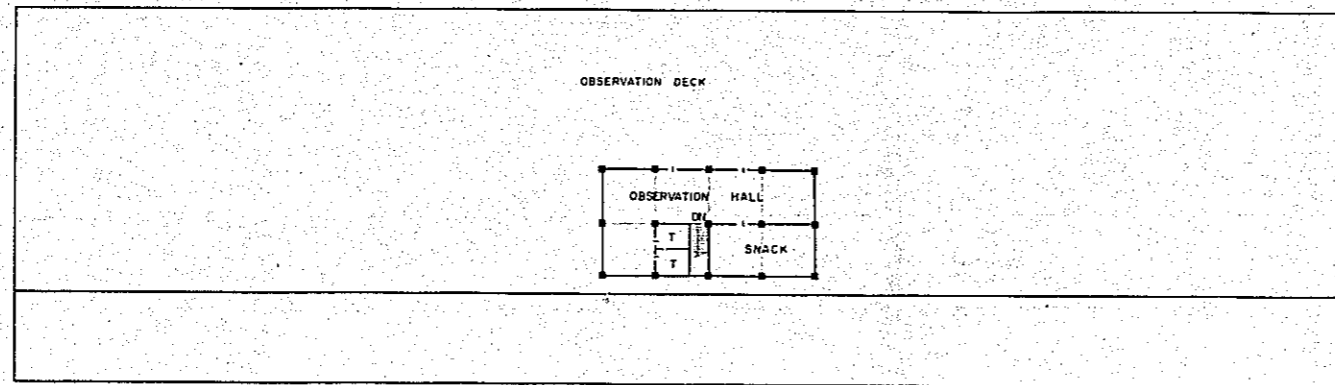 OBSERVATION DECK
OBSERVATION HALL
DN
T
SNACK
T